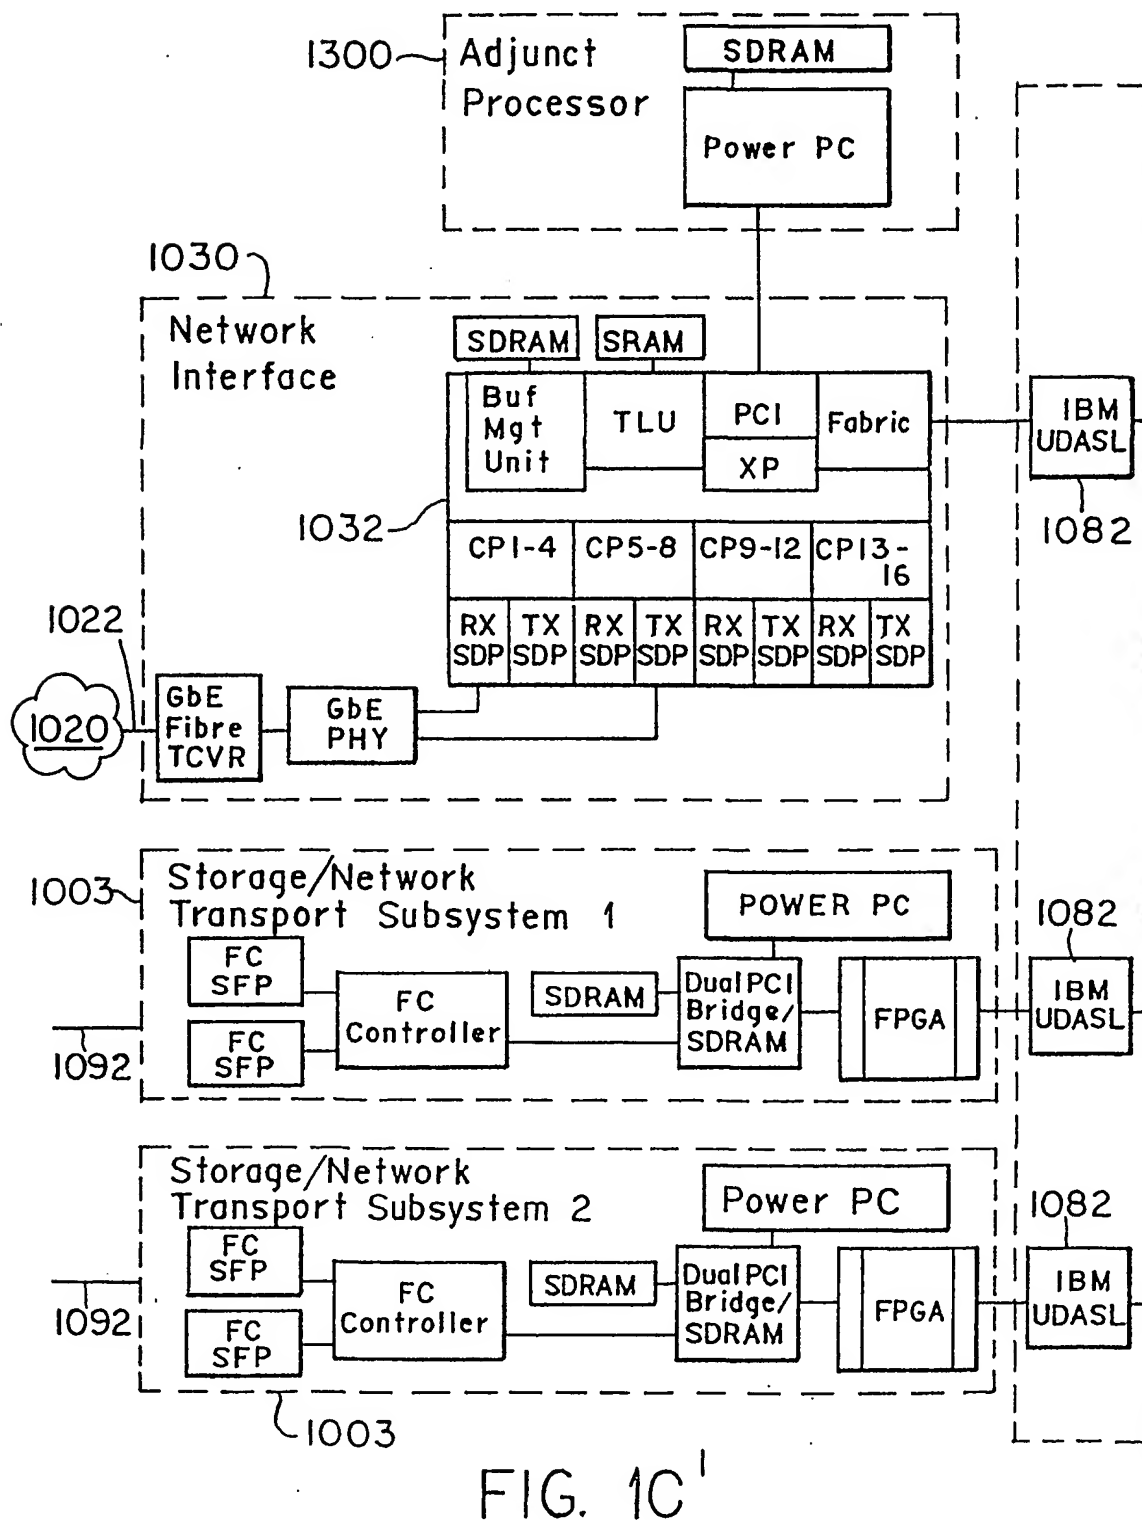 1300
Adjunct
Processor
SDRAM
Power PC
1030
Network
Interface
SDRAM
SRAM
Buf
Mgt
Unit
TLU
PCI
XP
Fabric
IBM
UDASL
1082
1032
CP1-4
CP5-8
CP9-12
CP13-
16
RX
SDP
TX
SDP
RX
SDP
TX
SDP
RX
SDP
TX
SDP
RX
SDP
TX
SDP
1022
1020
GbE
Fibre
TCVR
GbE
PHY
1003
Storage/Network
Transport Subsystem 1
POWER PC
1082
FC
SFP
FC
SFP
1092
FC
Controller
SDRAM
Dual PCI
Bridge/
SDRAM
FPGA
IBM
UDASL
Storage/Network
Transport Subsystem 2
Power PC
1082
FC
SFP
FC
SFP
1092
FC
Controller
SDRAM
Dual PCI
Bridge/
SDRAM
FPGA
IBM
UDASL
1003
FIG. 1C'